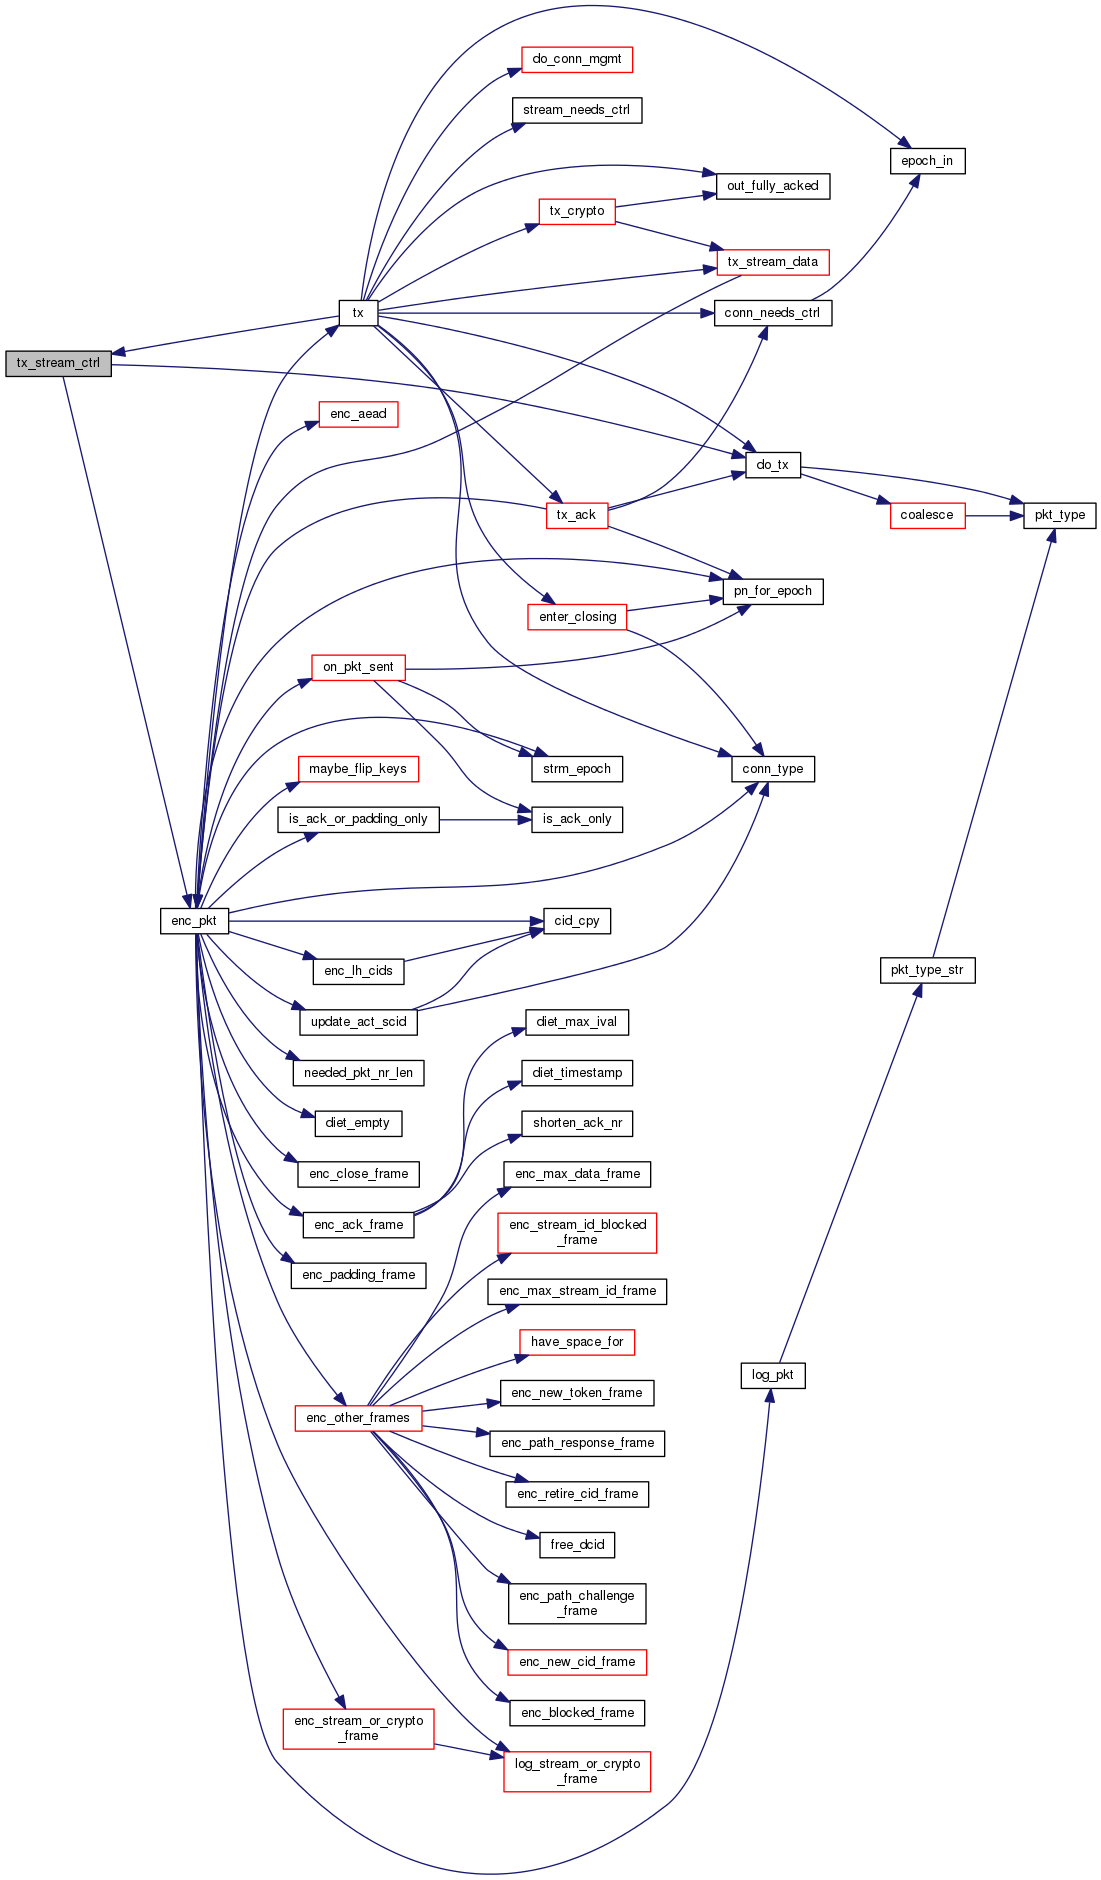 do_conn_mgmt
stream_needs_ctrl
epoch_in
out_fully_acked
tx_crypto
tx_stream_data
tx
conn_needs_ctrl
tx_stream_ctrl
enc_aead
do_tx
tx_ack
coalesce
pkt_type
pn_for_epoch
enter_closing
on_pkt_sent
maybe_flip_keys
strm_epoch
conn_type
is_ack_or_padding_only
is_ack_only
enc_pkt
cid_cpy
enc_lh_cids
pkt_type_str
update_act_scid
diet_max_ival
needed_pkt_nr_len
diet_timestamp
diet_empty
shorten_ack_nr
enc_close_frame
enc_max_data_frame
enc_ack_frame
enc_stream_id_blocked
_frame
enc_padding_frame
enc_max_stream_id_frame
have_space_for
log_pkt
enc_new_token_frame
enc_other_frames
enc_path_response_frame
enc_retire_cid_frame
free_dcid
enc_path_challenge
_frame
enc_new_cid_frame
enc_blocked_frame
enc_stream_or_crypto
_frame
log_stream_or_crypto
_frame